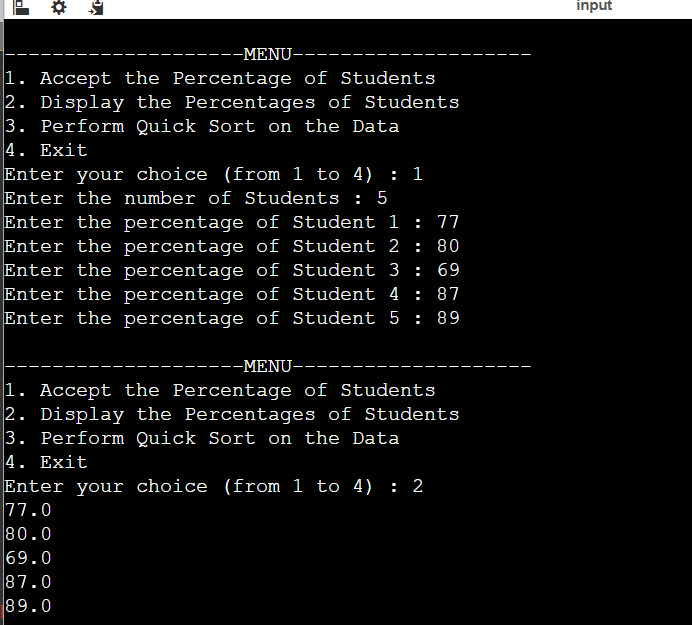 input
--------------------MENU--------------------
1. Accept the Percentage of Students
2. Display the Percentages of Students
3. Perform Quick Sort on the Data
4. Exit
Enter your choice (from 1 to 4) : 1
Enter the number of Students : 5
Enter the percentage of Student 1 : 77
Enter the percentage of Student 2 : 80
Enter the percentage of Student 3 : 69
Enter the percentage of Student 4 : 87
Enter the percentage of Student 5 : 89
--------------------MENU--------------------
1. Accept the Percentage of Students
2. Display the Percentages of Students
3. Perform Quick Sort on the Data
4. Exit
Enter your choice (from 1 to 4) : 2
77.0
80.0
69.0
87.0
89.0